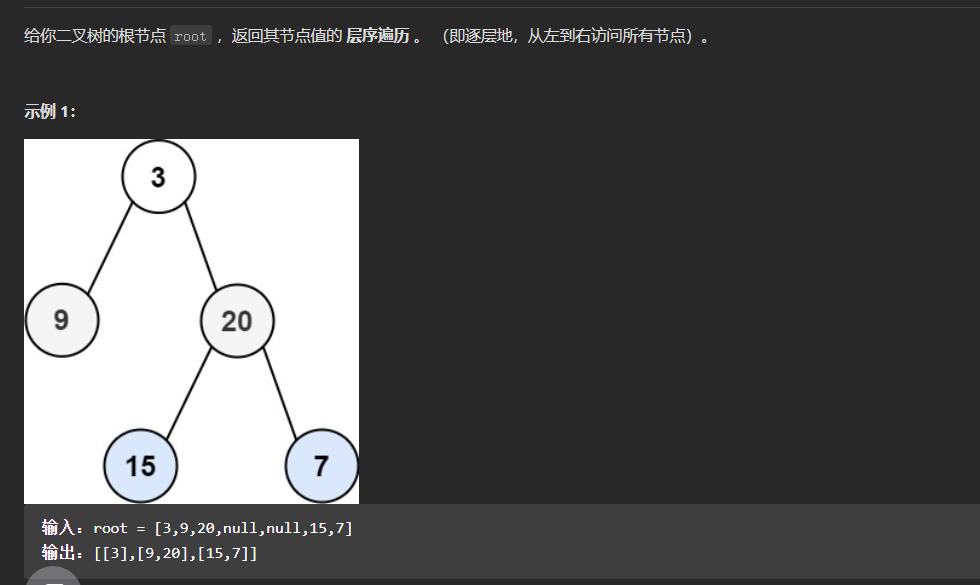 给你二叉树的根节点 root ，返回其节点值的 层序遍历 。 （即逐层地，从左到右访问所有节点）。
示例 1：
3
9
20
15
7
输入：root = [3,9,20,null,null,15,7]
输出：[[3],[9,20],[15,7]]